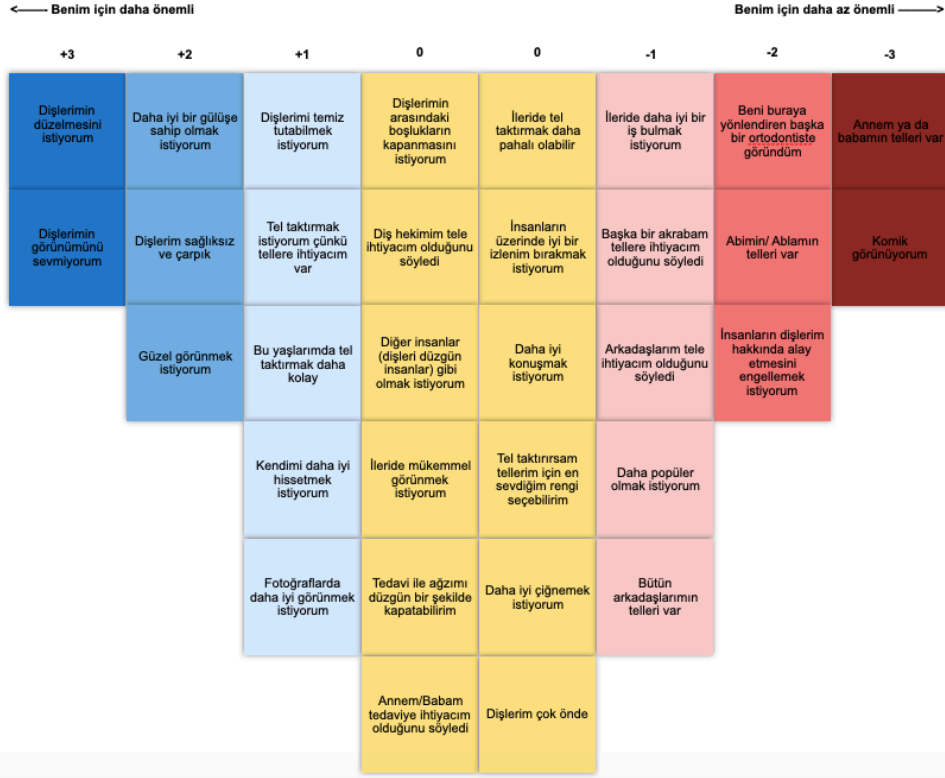 <—— Benim için daha önemli
Benim için daha az önemli ——>
+3
+2
+1
0
0
-1
-2
-3
Dişlerimin
düzelmesini
istiyorum
Daha iyi bir gülüşe
sahip olmak
istiyorum
Dişlerimi temiz
tutabilmek
istiyorum
Dişlerimin
arasındaki
boşlukların
kapanmasını
istiyorum
İleride tel
taktırmak daha
pahalı olabilir
İleride daha iyi bir
iş bulmak
istiyorum
Beni buraya
yönlendiren başka
bir ortodontiste
göründüm
Annem ya da
babamın telleri var
Dişlerimin
görünümünü
sevmiyorum
Dişlerim sağlıksız
ve çarpık
Tel taktırmak
istiyorum çünkü
tellere ihtiyacım
var
Diş hekimim tele
ihtiyacım olduğunu
söyledi
İnsanların
üzerinde iyi bir
izlenim bırakmak
istiyorum
Başka bir akrabam
tellere ihtiyacım
olduğunu söyledi
Abimin/ Ablamın
telleri var
Komik
görünüyorum
Güzel görünmek
istiyorum
Bu yaşlarımda tel
taktırmak daha
kolay
Diğer insanlar
(dişleri düzgün
insanlar) gibi
olmak istiyorum
Daha iyi
konuşmak
istiyorum
Arkadaşlarım tele
ihtiyacım olduğunu
söyledi
İnsanların dişlerim
hakkında alay
etmesini
engellemek
istiyorum
Kendimi daha iyi
hissetmek
istiyorum
İleride mükemmel
görünmek
istiyorum
Tel taktırırsam
tellerim için en
sevdiğim rengi
seçebilirim
Daha popüler
olmak istiyorum
Fotoğraflarda
daha iyi görünmek
istiyorum
Tedavi ile ağzımı
düzgün bir şekilde
kapatabilirim
Daha iyi çiğnemek
istiyorum
Bütün
arkadaşlarımın
telleri var
Annem/Babam
tedaviye ihtiyacım
olduğunu söyledi
Dişlerim çok önde